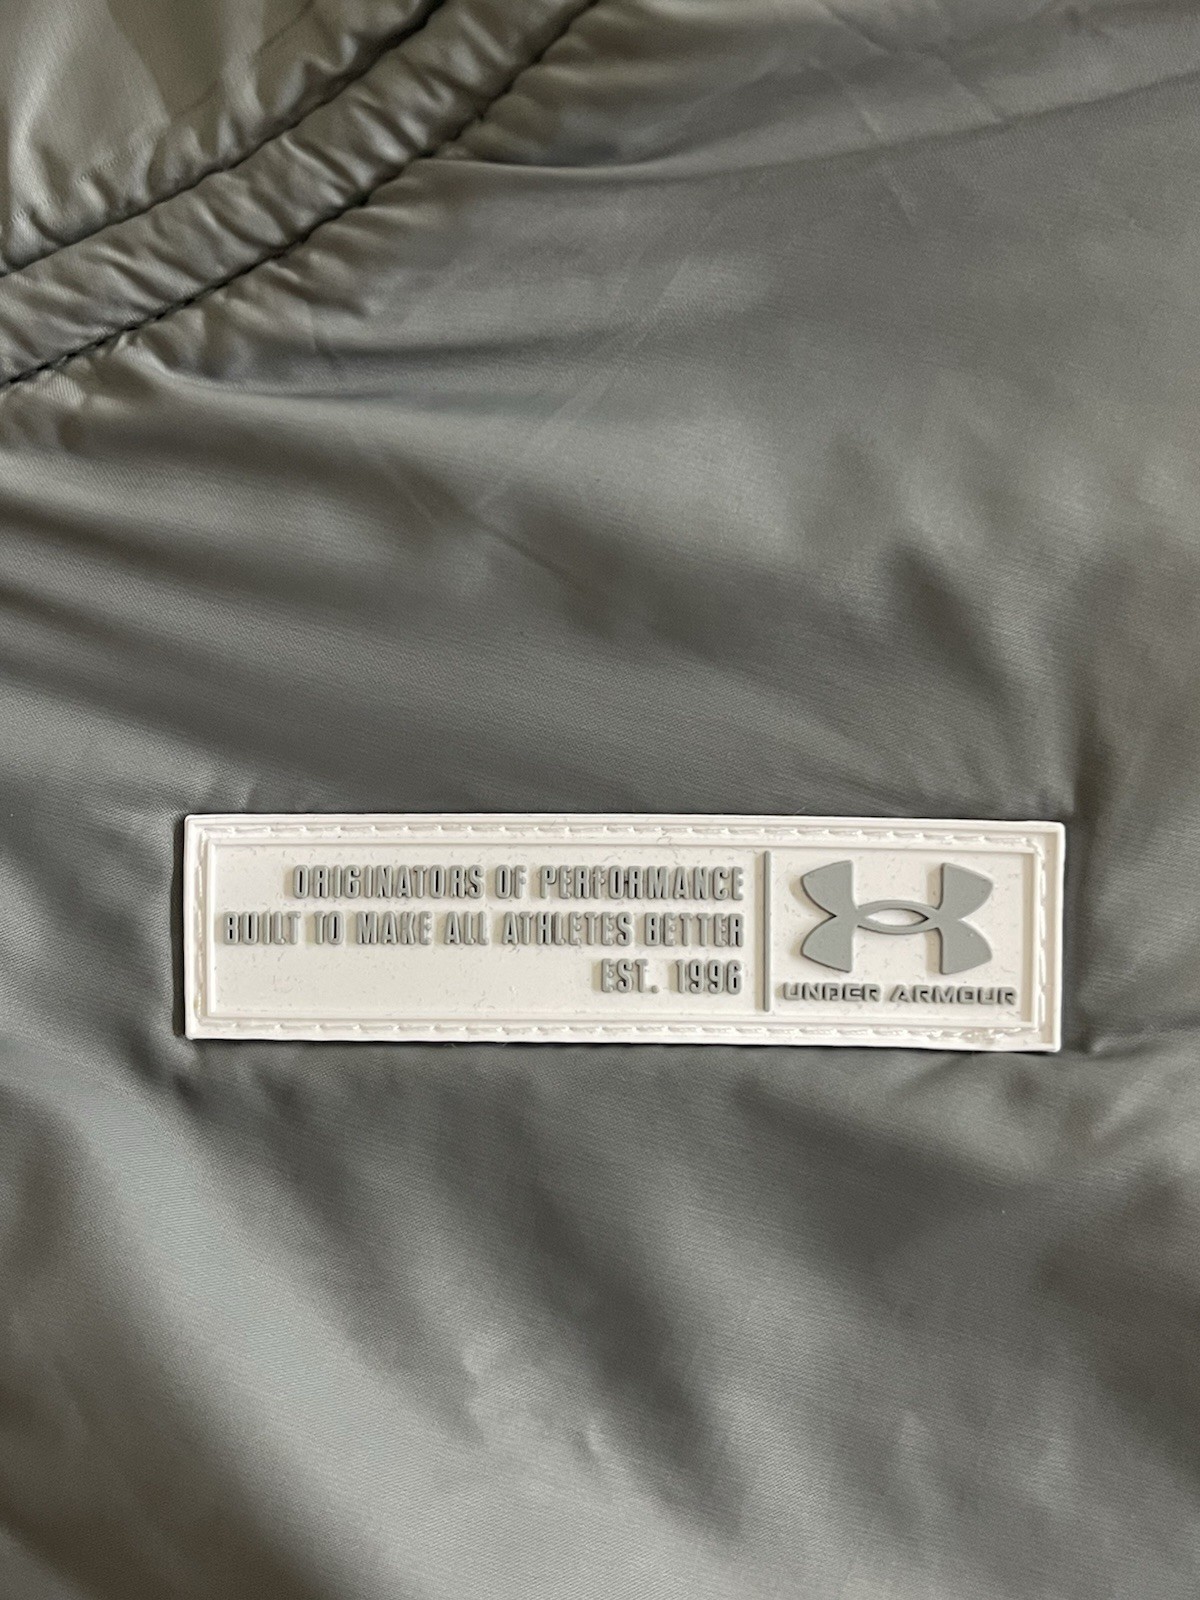 ORIGINATORS OF PERFORMANCE
BUILT TO MAKE ALL ATHLETES BETTER
EST. 1996
UNDER ARMOUR